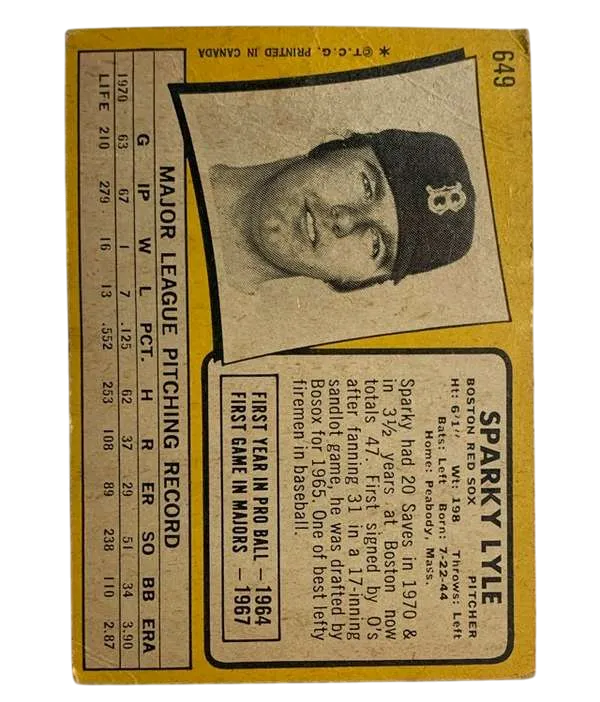 649
*©T.C.G. PRINTED IN CANADA
B
SPARKY LYLE
BOSTON RED SOX PITCHER
Ht: 6'1" Wt: 198 Throws: Left
Bats: Left Born: 7-22-44
Home: Peabody, Mass.
Sparky had 20 Saves in 1970 &
in 3½ years at Boston now
totals 47. First signed by O's
after fanning 31 in a 17-inning
sandlot game, he was drafted by
Bosox for 1965. One of best lefty
firemen in baseball.
FIRST YEAR IN PRO BALL — 1964
FIRST GAME IN MAJORS — 1967
MAJOR LEAGUE PITCHING RECORD
G IP W L PCT. H R ER SO BB ERA
1970 63 67 1 7 .125 62 37 29 51 34 3.90
LIFE 210 279 16 13 .552 253 108 89 238 110 2.87